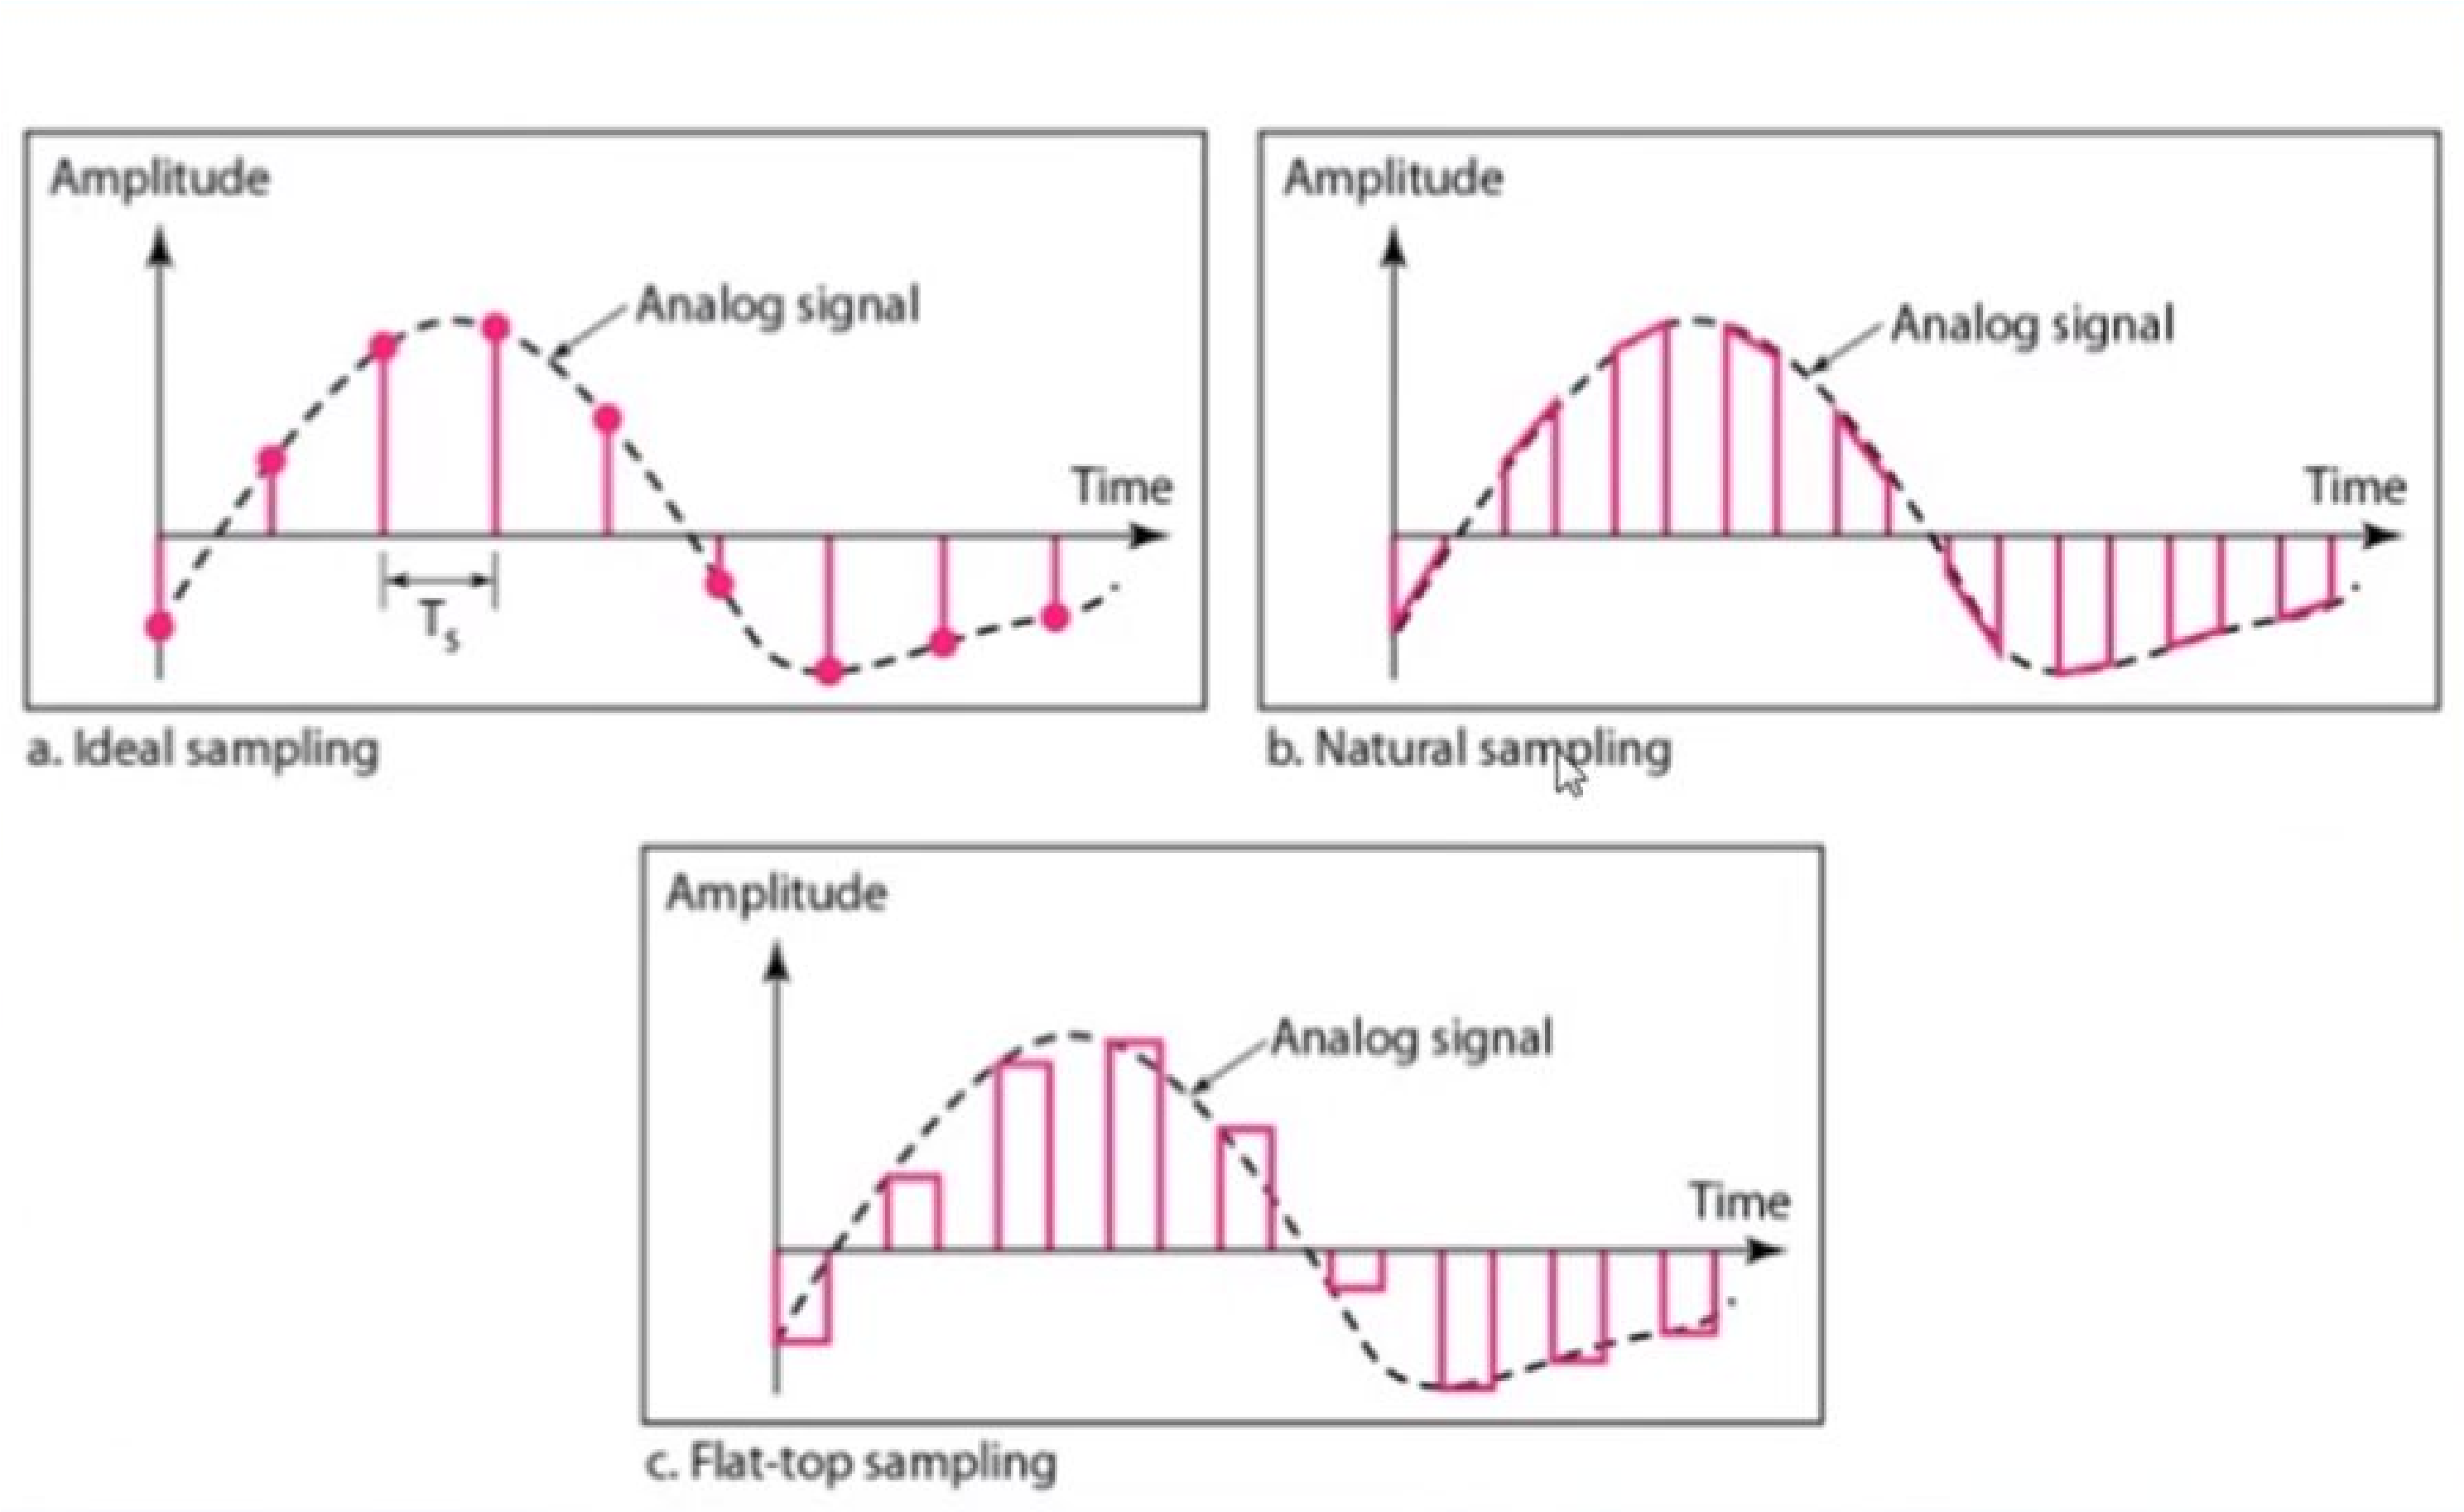 Amplitude
Analog signal
Time
Ts
a. Ideal sampling
Amplitude
Analog signal
Time
b. Natural sampling
Amplitude
Analog signal
Time
c. Flat-top sampling